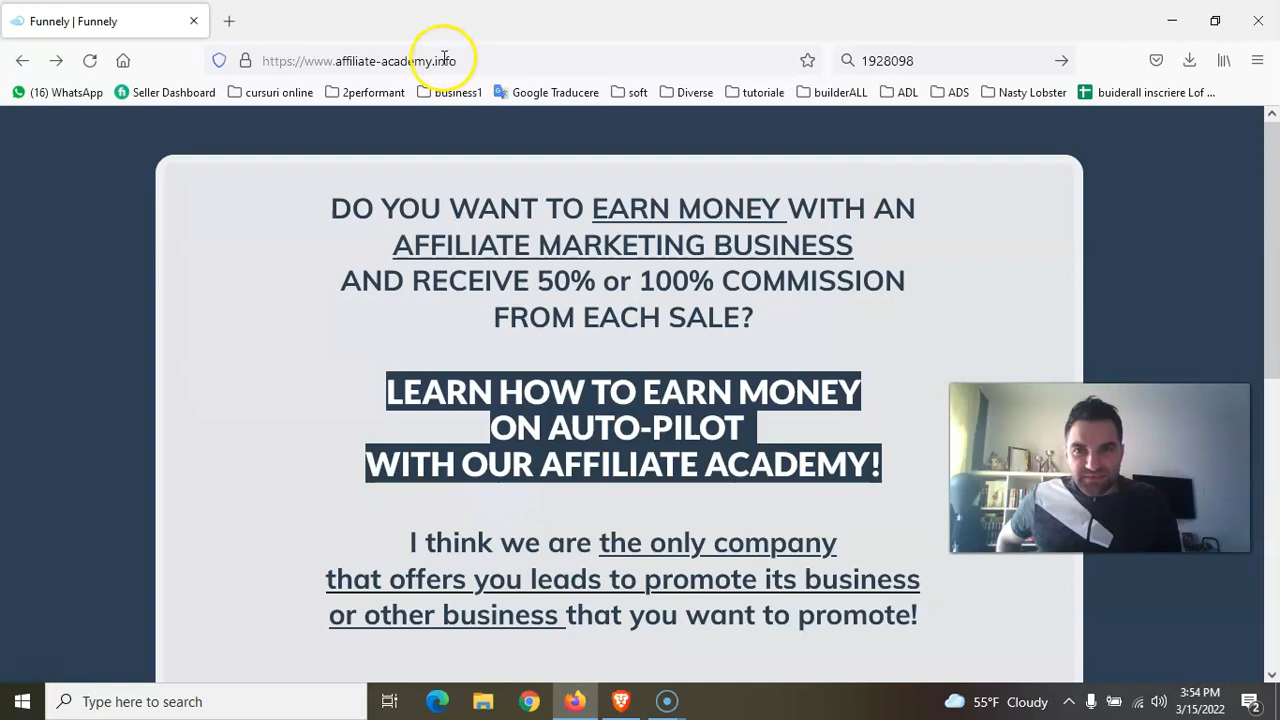 Funnely | Funnely
https://www.affiliate-academy.info
1928098
(16) WhatsApp
Seller Dashboard
cursuri online
2performant
business1
Google Traducere
soft
Diverse
tutoriale
builderALL
ADL
ADS
Nasty Lobster
buiderall inscriere Lof ...
DO YOU WANT TO EARN MONEY WITH AN
AFFILIATE MARKETING BUSINESS
AND RECEIVE 50% or 100% COMMISSION
FROM EACH SALE?
LEARN HOW TO EARN MONEY
ON AUTO-PILOT
WITH OUR AFFILIATE ACADEMY!
I think we are the only company
that offers you leads to promote its business
or other business that you want to promote!
Type here to search
55°F Cloudy
3:54 PM
3/15/2022
2